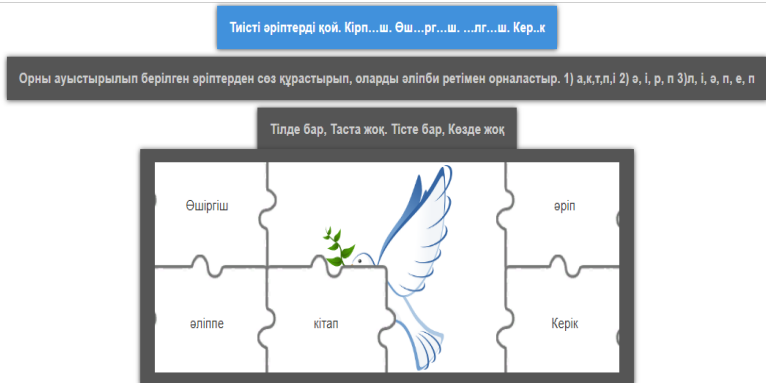 Тиісті әріптерді қой. Кірп...ш. Өш...рг...ш. ...лг...ш. Кер..к
Орны ауыстырылып берілген әріптерден сөз құрастырып, оларды әліпби ретімен орналастыр. 1) а,к,т,п,і 2) ә, і, р, п 3)л, і, ә, п, е, п
Тілде бар, Таста жоқ. Тісте бар, Көзде жоқ
Өшіргіш
әріп
әліппе
кітап
Керік